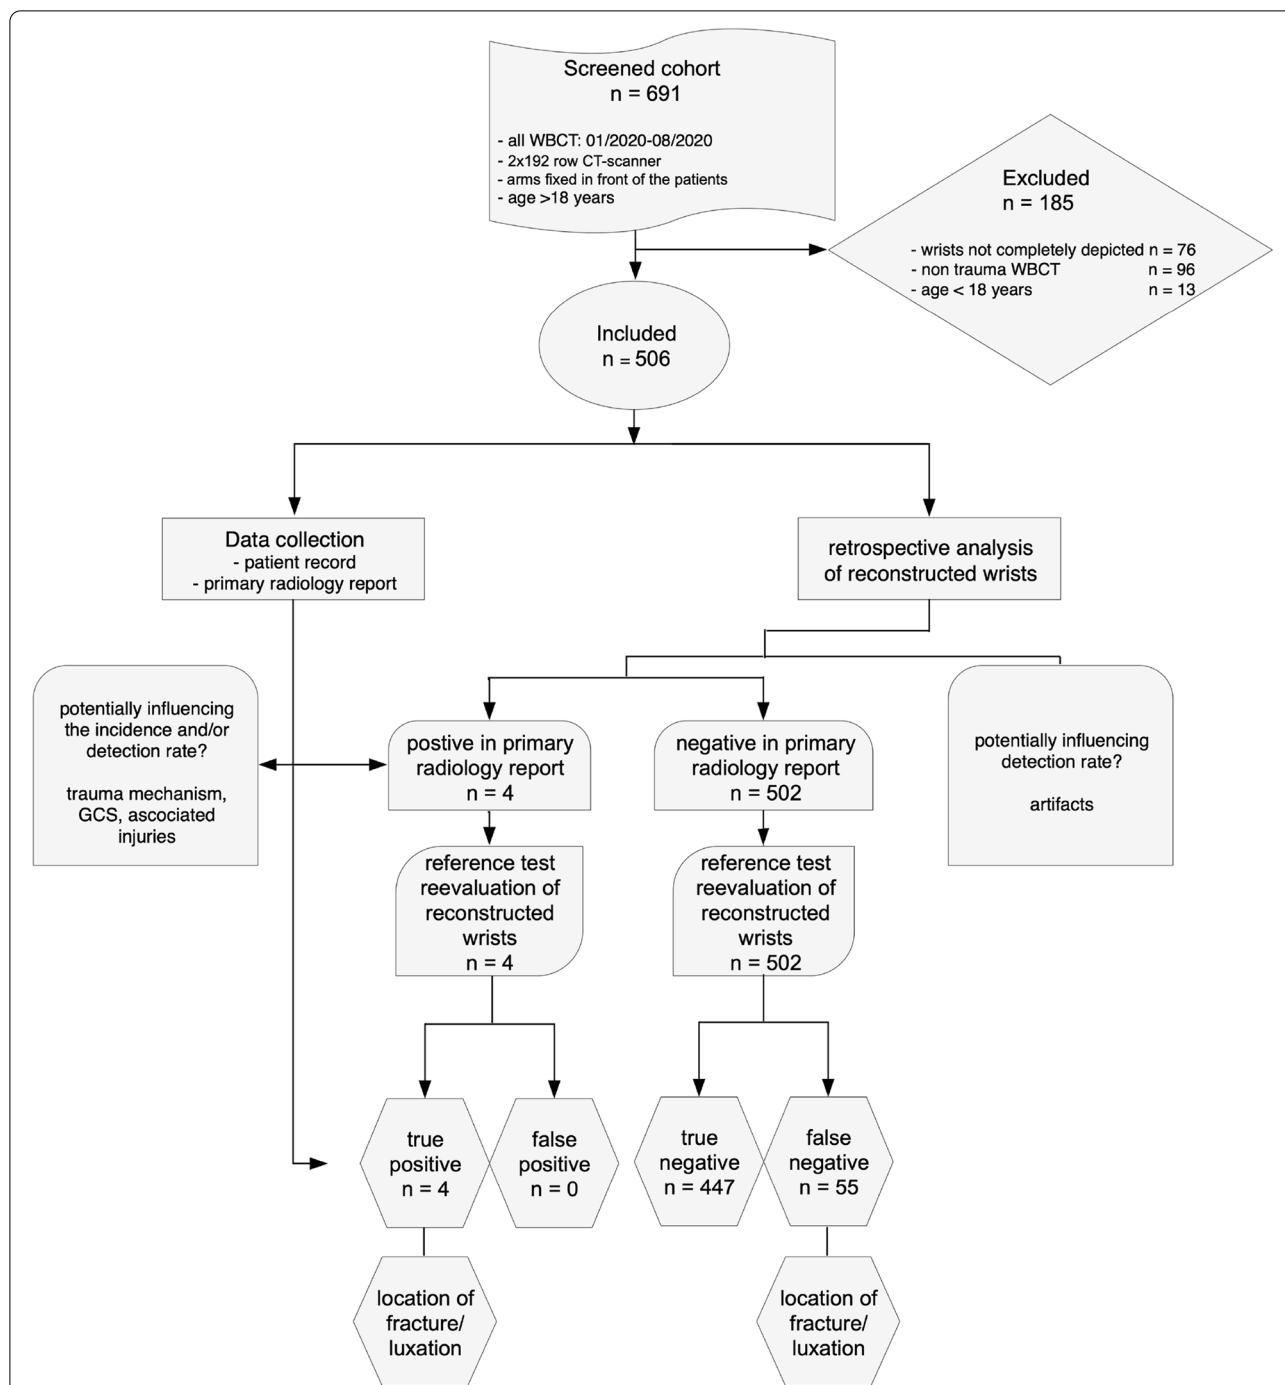 Screened cohort
n = 691
- all WBCT: 01/2020-08/2020
- 2x192 row CT-scanner
- arms fixed in front of the patients
- age >18 years
Excluded
n = 185
- wrists not completely depicted n = 76
- non trauma WBCT n = 96
- age < 18 years n = 13
Included
n = 506
Data collection
- patient record
- primary radiology report
retrospective analysis
of reconstructed wrists
potentially influencing
the incidence and/or
detection rate?
trauma mechanism,
GCS, ascociated
injuries
postive in primary
radiology report
n = 4
negative in primary
radiology report
n = 502
potentially influencing
detection rate?
artifacts
reference test
reevaluation of
reconstructed
wrists
n = 4
reference test
reevaluation of
reconstructed
wrists
n = 502
true
positive
n = 4
false
positive
n = 0
true
negative
n = 447
false
negative
n = 55
location of
fracture/
luxation
location of
fracture/
luxation